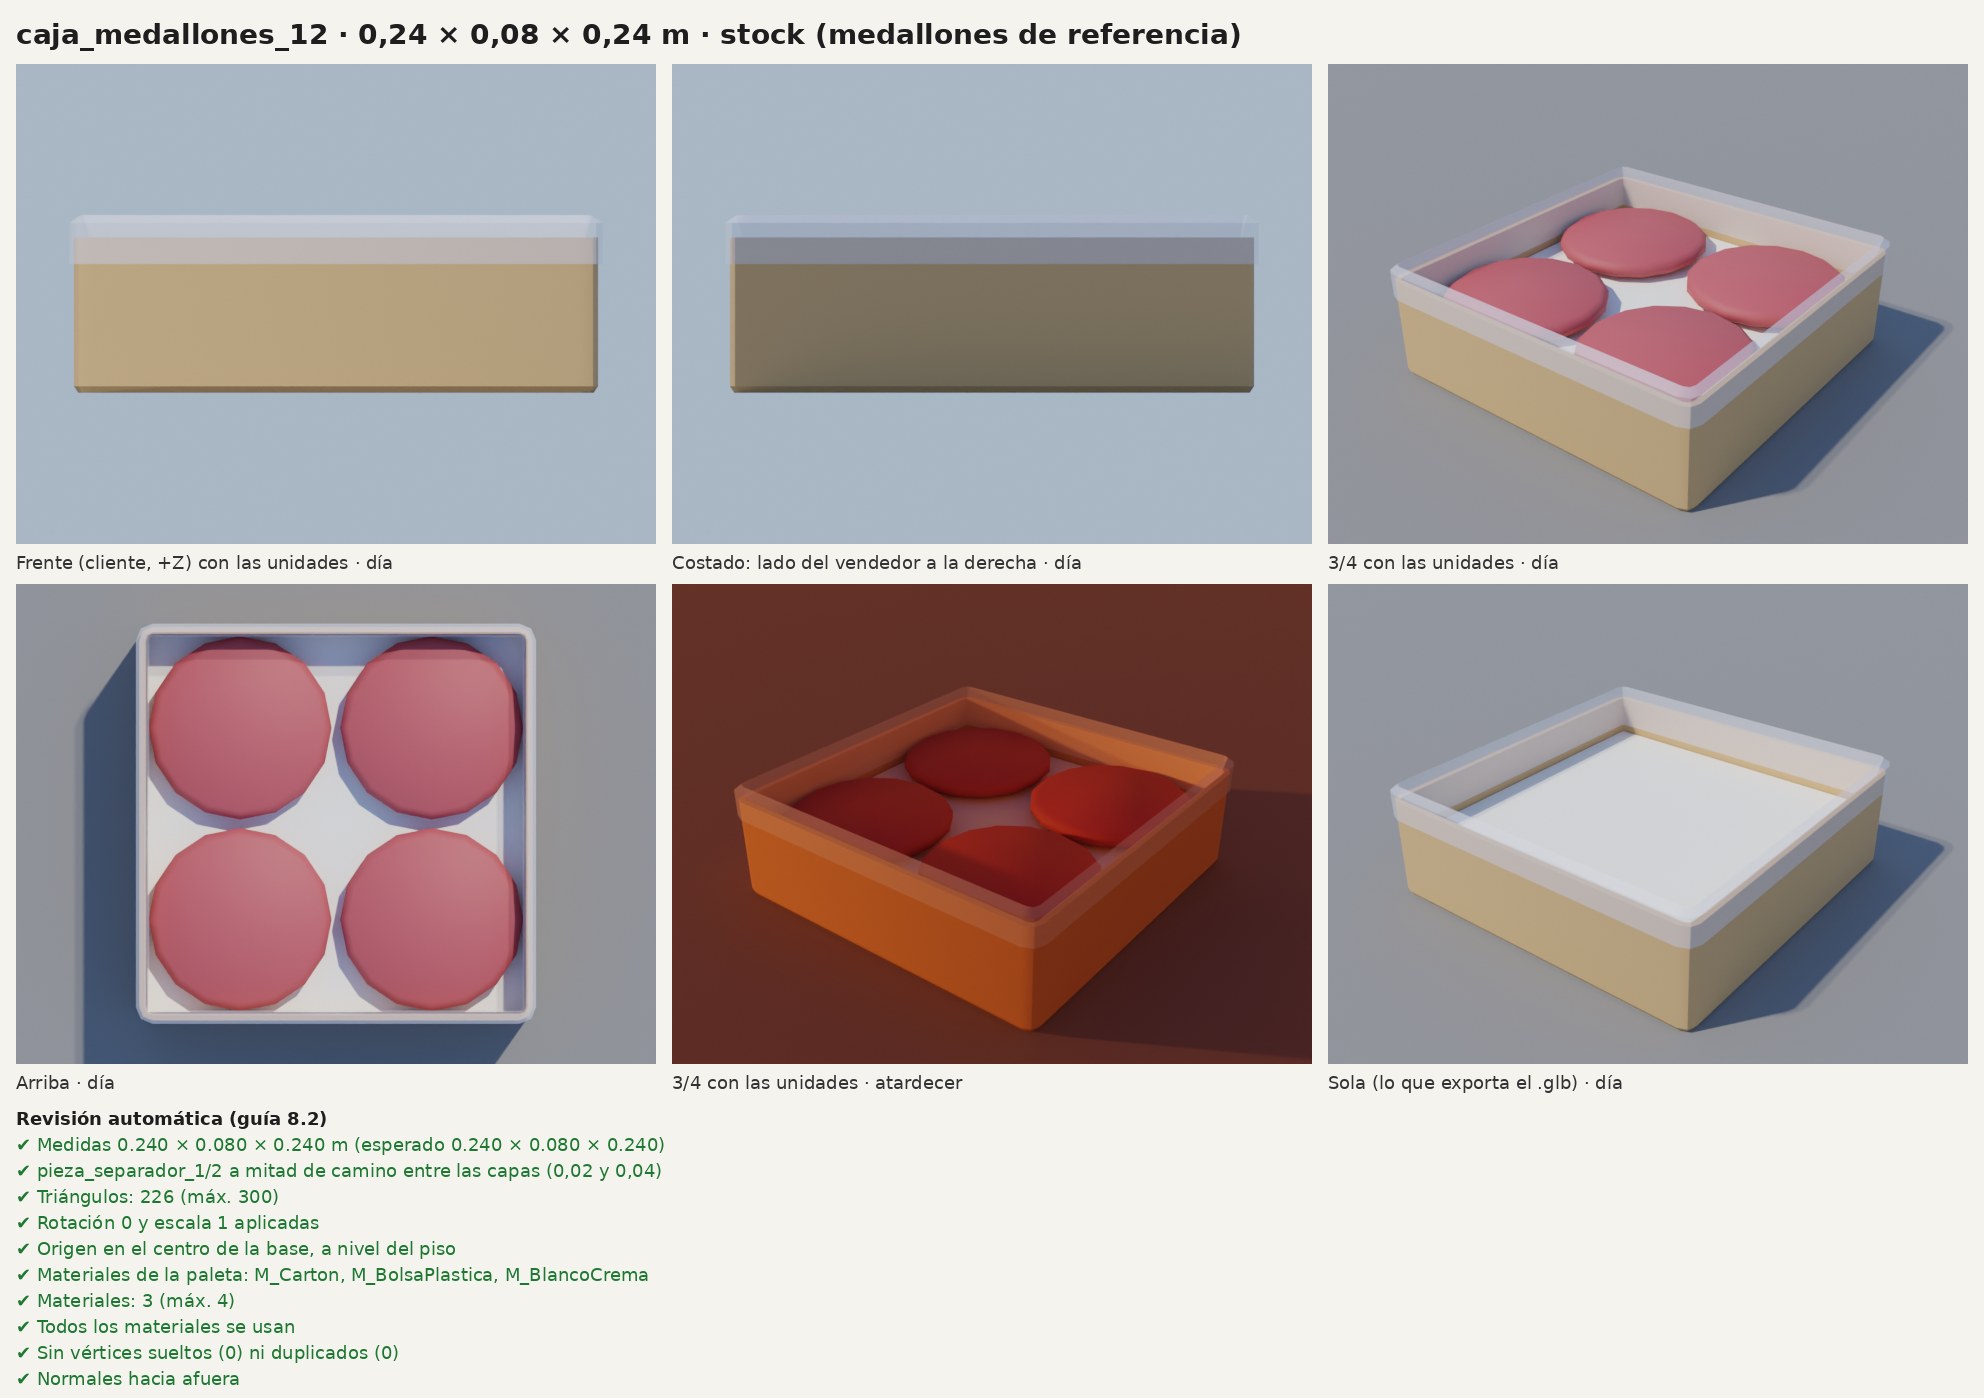 caja_medallones_12 · 0,24 × 0,08 × 0,24 m · stock (medallones de referencia)
Frente (cliente, +Z) con las unidades · día
Costado: lado del vendedor a la derecha · día
3/4 con las unidades · día
Arriba · día
3/4 con las unidades · atardecer
Sola (lo que exporta el .glb) · día
Revisión automática (guía 8.2)
✔ Medidas 0.240 × 0.080 × 0.240 m (esperado 0.240 × 0.080 × 0.240)
✔ pieza_separador_1/2 a mitad de camino entre las capas (0,02 y 0,04)
✔ Triángulos: 226 (máx. 300)
✔ Rotación 0 y escala 1 aplicadas
✔ Origen en el centro de la base, a nivel del piso
✔ Materiales de la paleta: M_Carton, M_BolsaPlastica, M_BlancoCrema
✔ Materiales: 3 (máx. 4)
✔ Todos los materiales se usan
✔ Sin vértices sueltos (0) ni duplicados (0)
✔ Normales hacia afuera